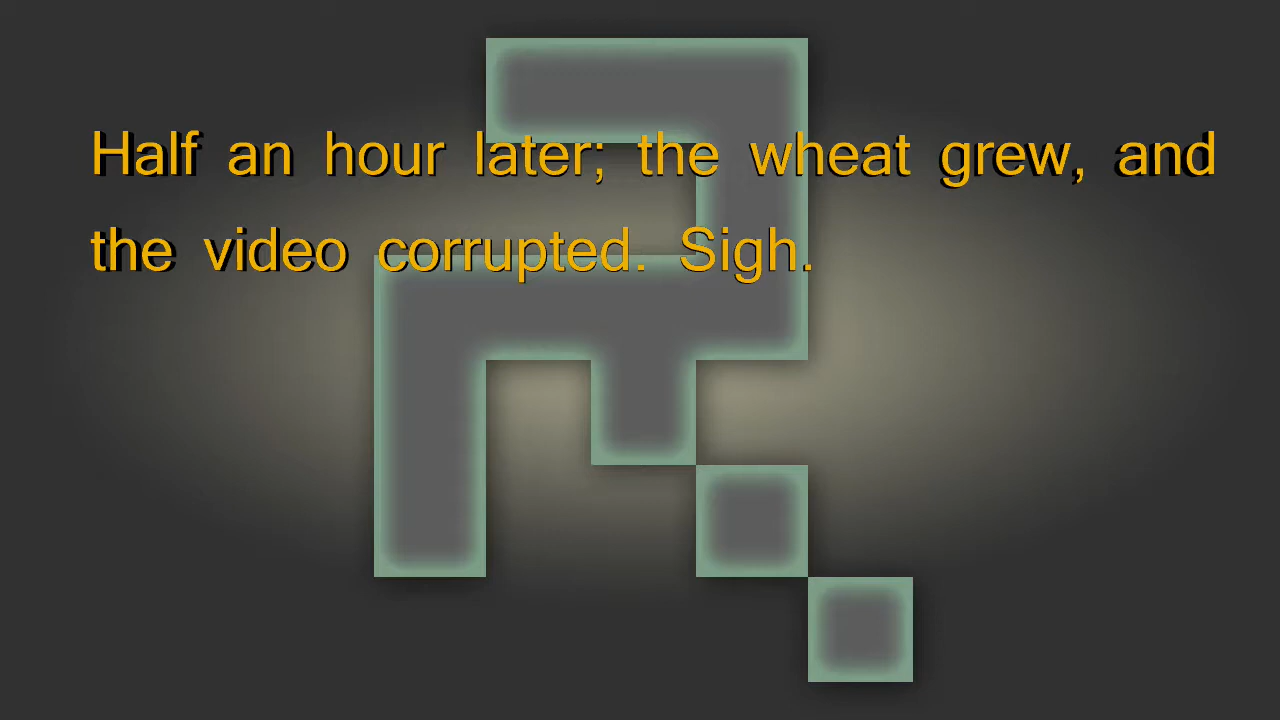 Half an hour later; the wheat grew, and
the video corrupted. Sigh.